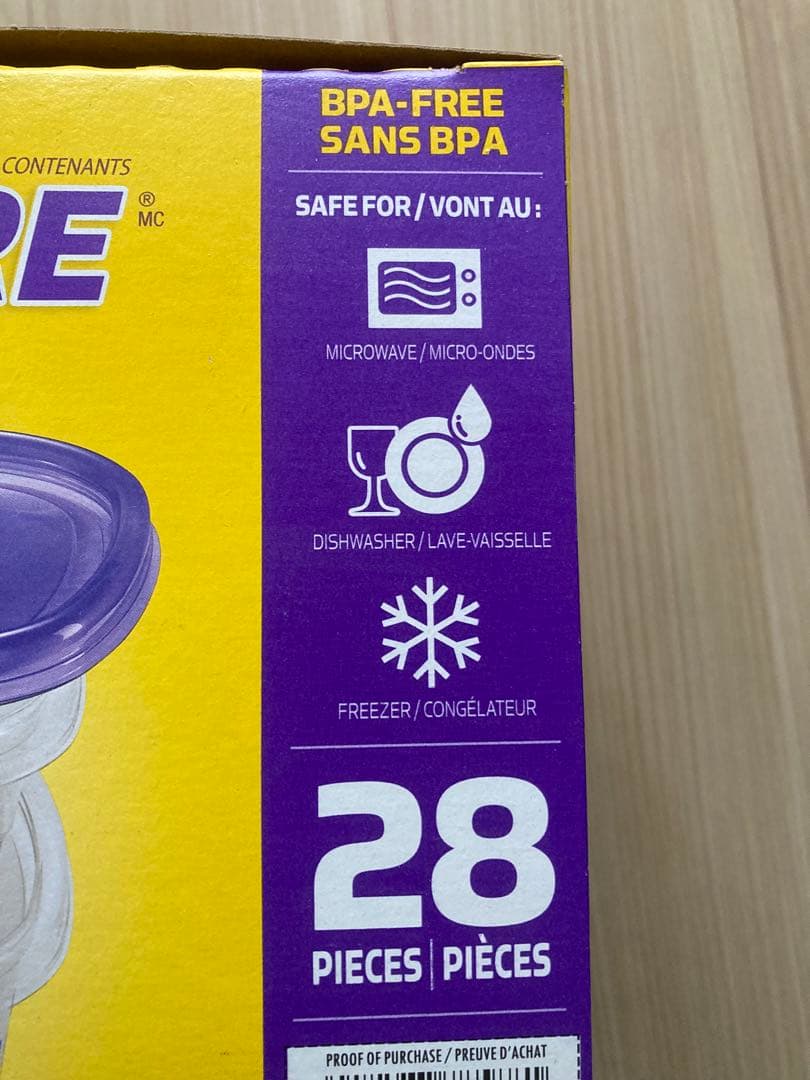 CONTENANTS
RE ®
MC
BPA-FREE
SANS BPA
SAFE FOR / VONT AU :
MICROWAVE / MICRO-ONDES
DISHWASHER / LAVE-VAISSELLE
FREEZER / CONGÉLATEUR
28
PIECES | PIÈCES
PROOF OF PURCHASE / PREUVE D'ACHAT